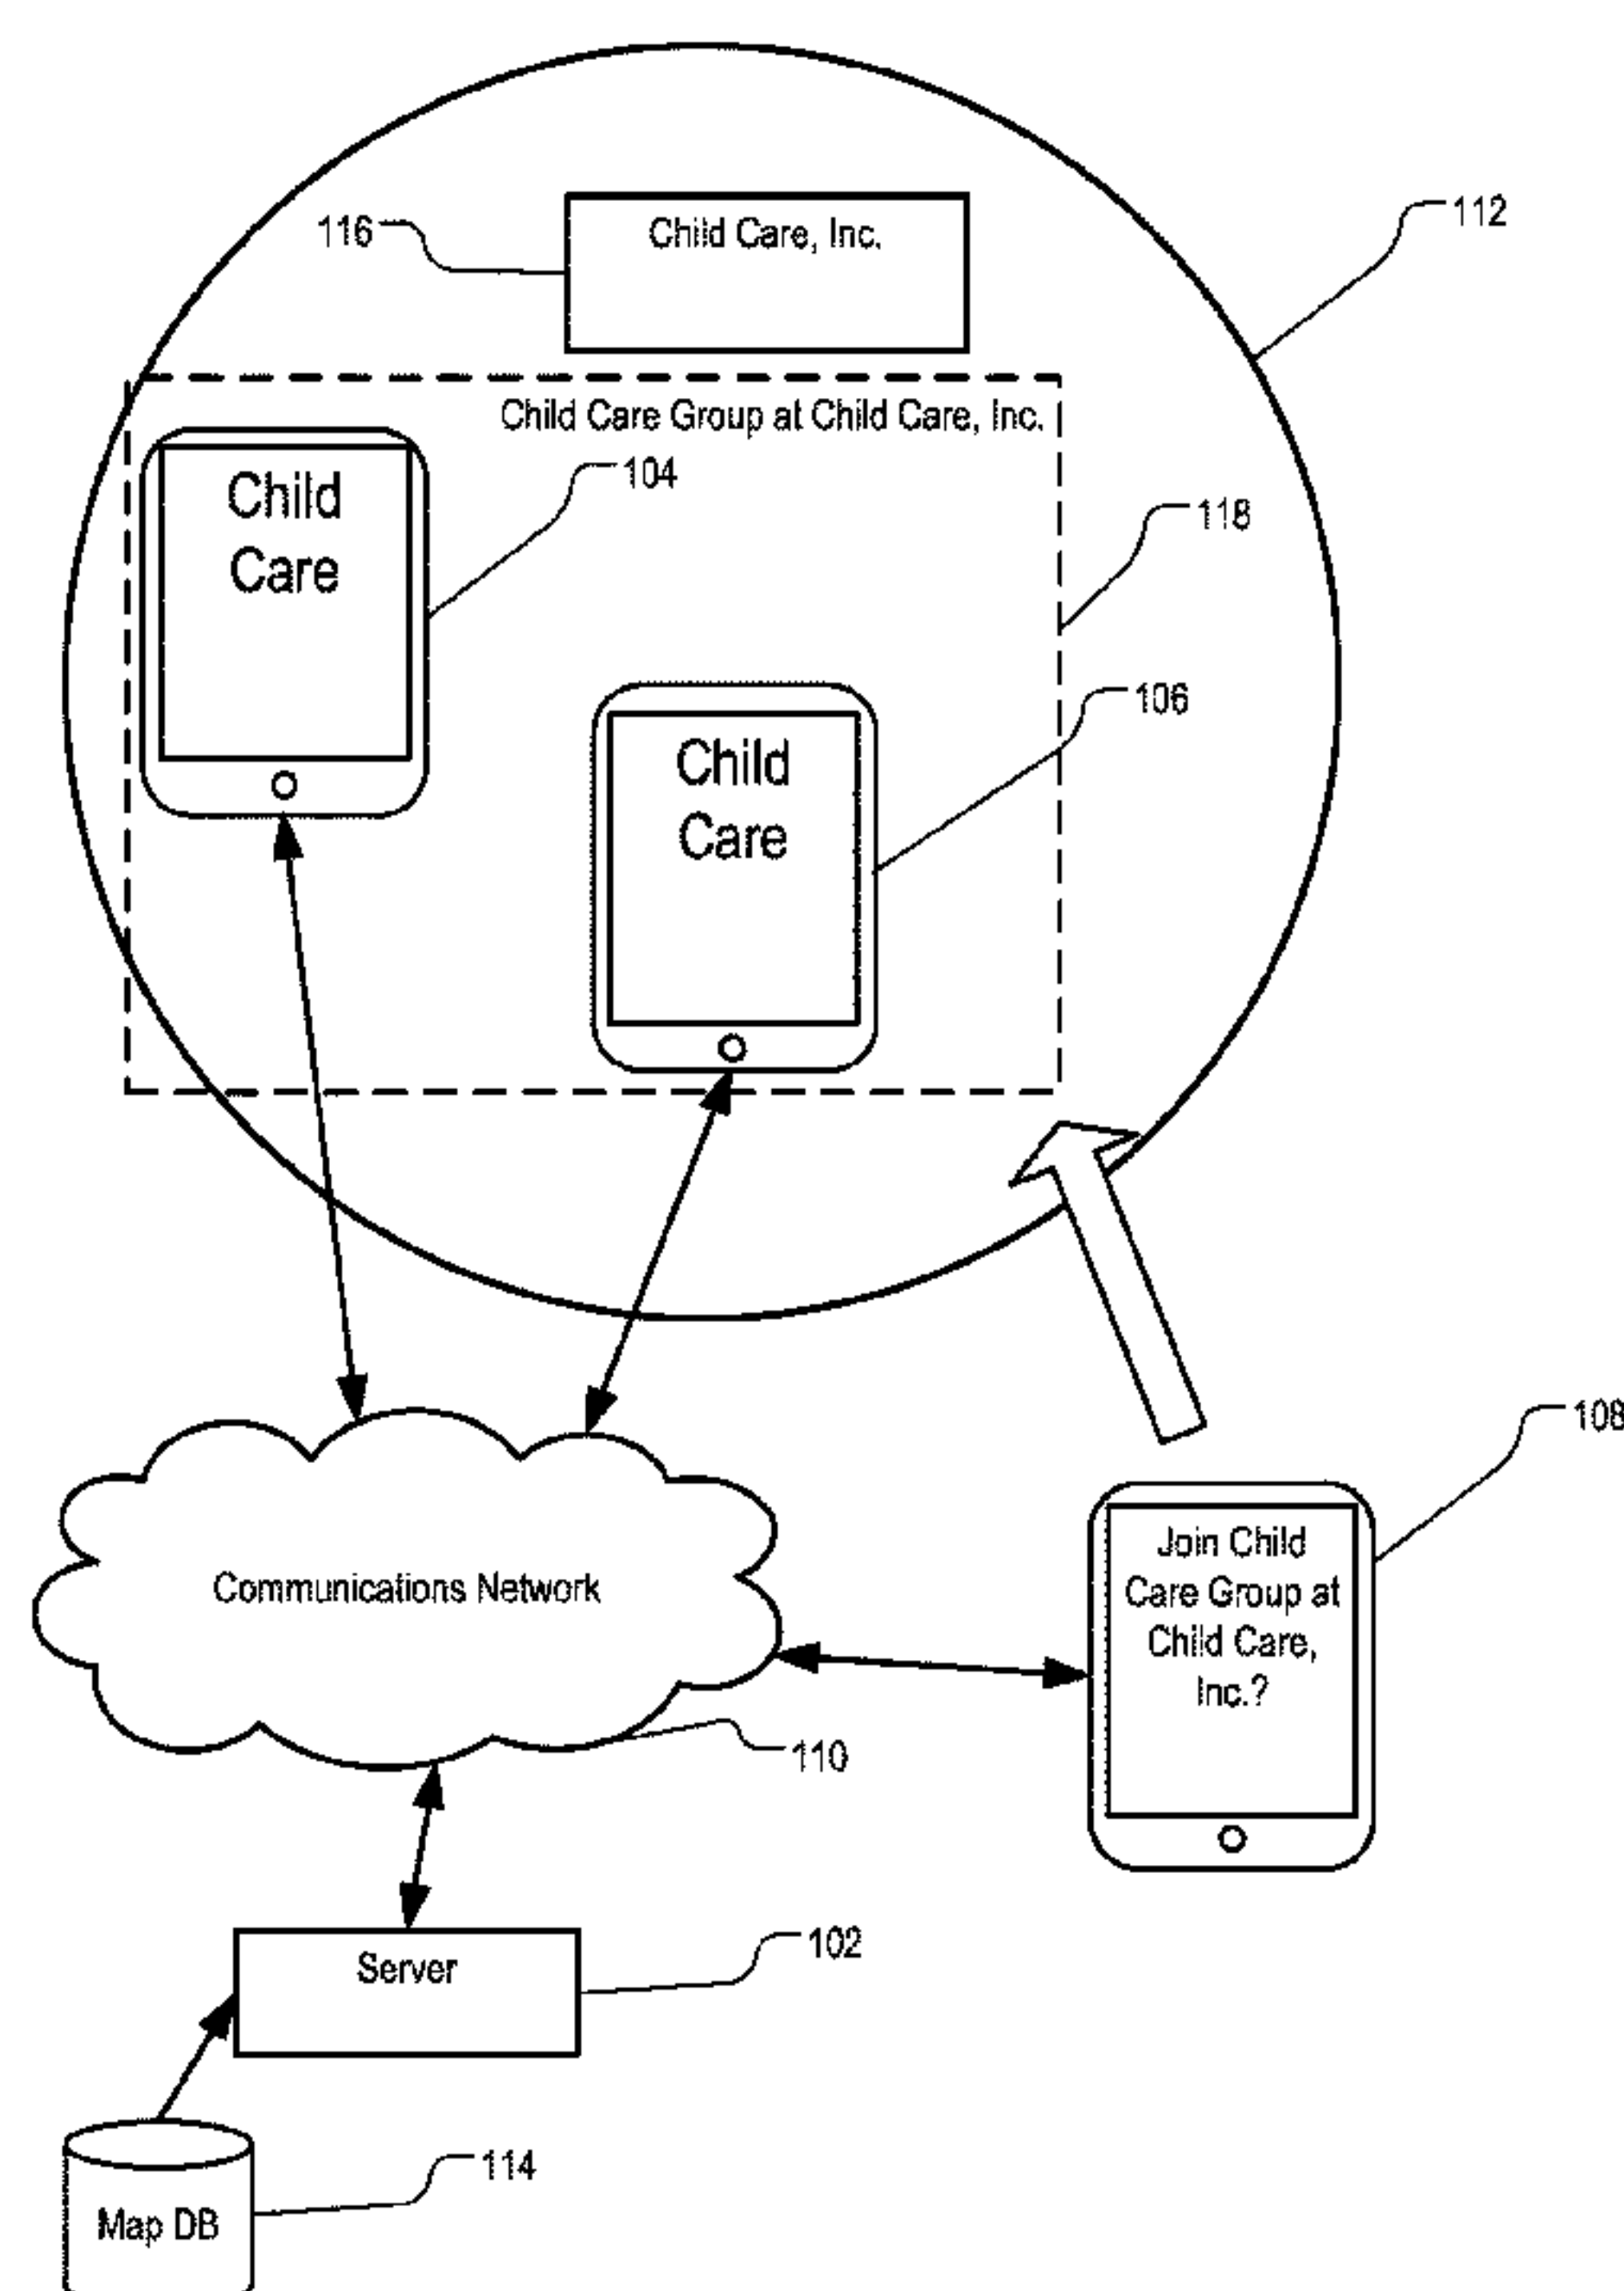 112
116
Child Care, Inc.
Child Care Group at Child Care, Inc.
104
Child
Care
118
106
Child
Care
108
Join Child
Care Group at
Child Care,
Inc.?
Communications Network
110
102
Server
114
Map DB